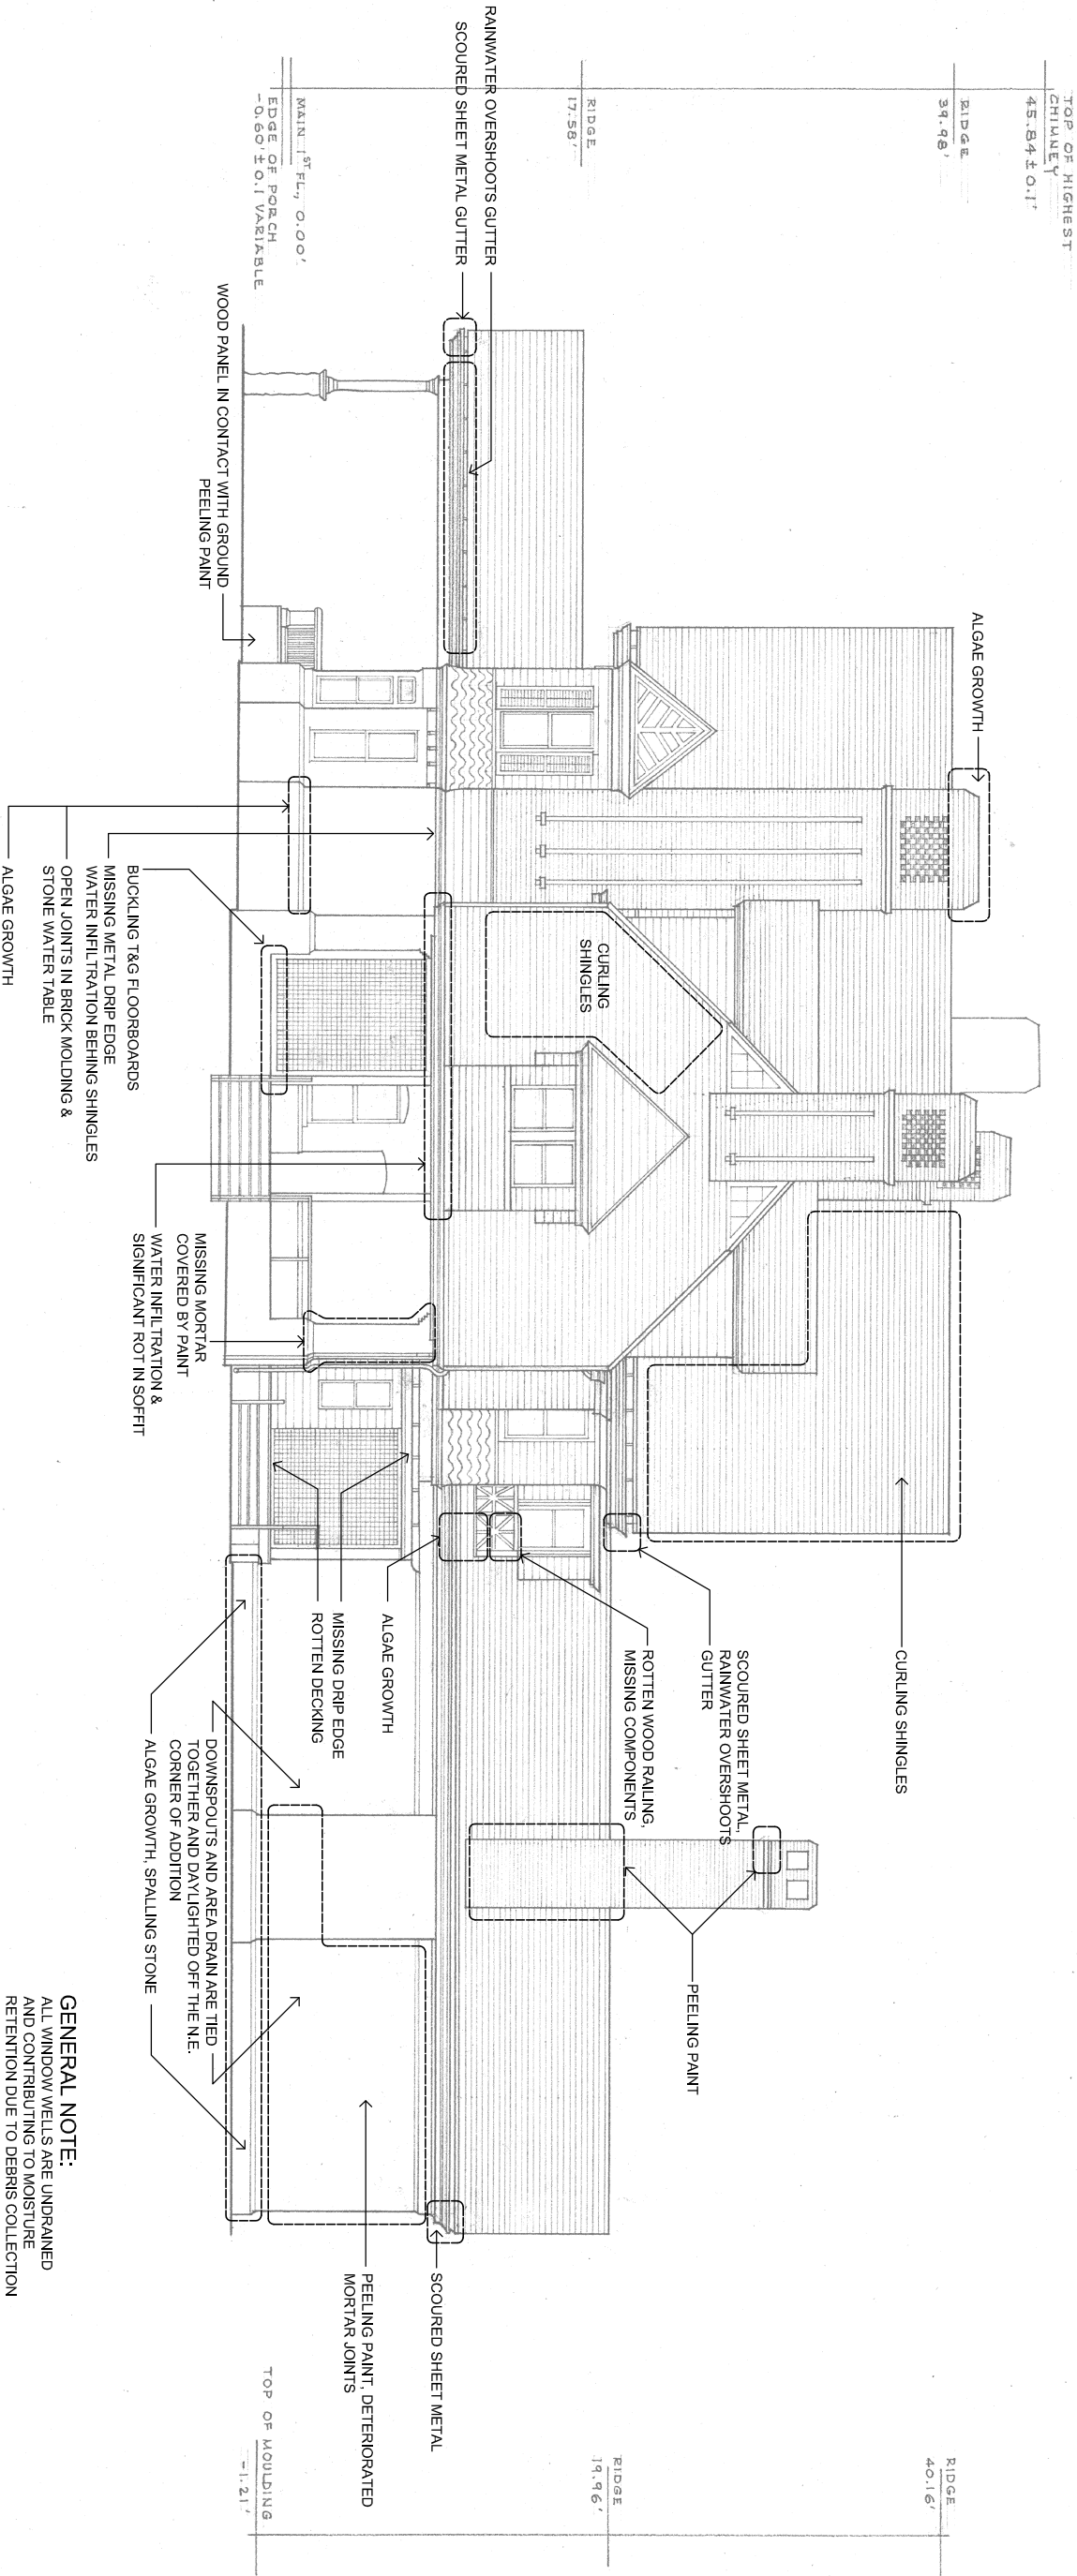 TOP OF HIGHEST
CHIMNEY
45.84 ± 0.1'
RIDGE
39.98'
RIDGE
17.58'
MAIN 1ST FL., 0.00'
EDGE OF PORCH
-0.60' ± 0.1 VARIABLE
RAINWATER OVERSHOOTS GUTTER
SCOURED SHEET METAL GUTTER
WOOD PANEL IN CONTACT WITH GROUND
PEELING PAINT
ALGAE GROWTH
CURLING
SHINGLES
BUCKLING T&G FLOORBOARDS
MISSING METAL DRIP EDGE
WATER INFILTRATION BEHING SHINGLES
OPEN JOINTS IN BRICK MOLDING &
STONE WATER TABLE
ALGAE GROWTH
MISSING MORTAR
COVERED BY PAINT
WATER INFILTRATION &
SIGNIFICANT ROT IN SOFFIT
CURLING SHINGLES
SCOURED SHEET METAL,
RAINWATER OVERSHOOTS
GUTTER
ROTTEN WOOD RAILING,
MISSING COMPONENTS
ALGAE GROWTH
MISSING DRIP EDGE
ROTTEN DECKING
DOWNSPOUTS AND AREA DRAIN ARE TIED
TOGETHER AND DAYLIGHTED OFF THE N.E.
CORNER OF ADDITION
ALGAE GROWTH, SPALLING STONE
PEELING PAINT
SCOURED SHEET METAL
PEELING PAINT, DETERIORATED
MORTAR JOINTS
RIDGE
40.16'
RIDGE
19.96'
TOP OF MOULDING
-1.21'
GENERAL NOTE:
ALL WINDOW WELLS ARE UNDRAINED
AND CONTRIBUTING TO MOISTURE
RETENTION DUE TO DEBRIS COLLECTION